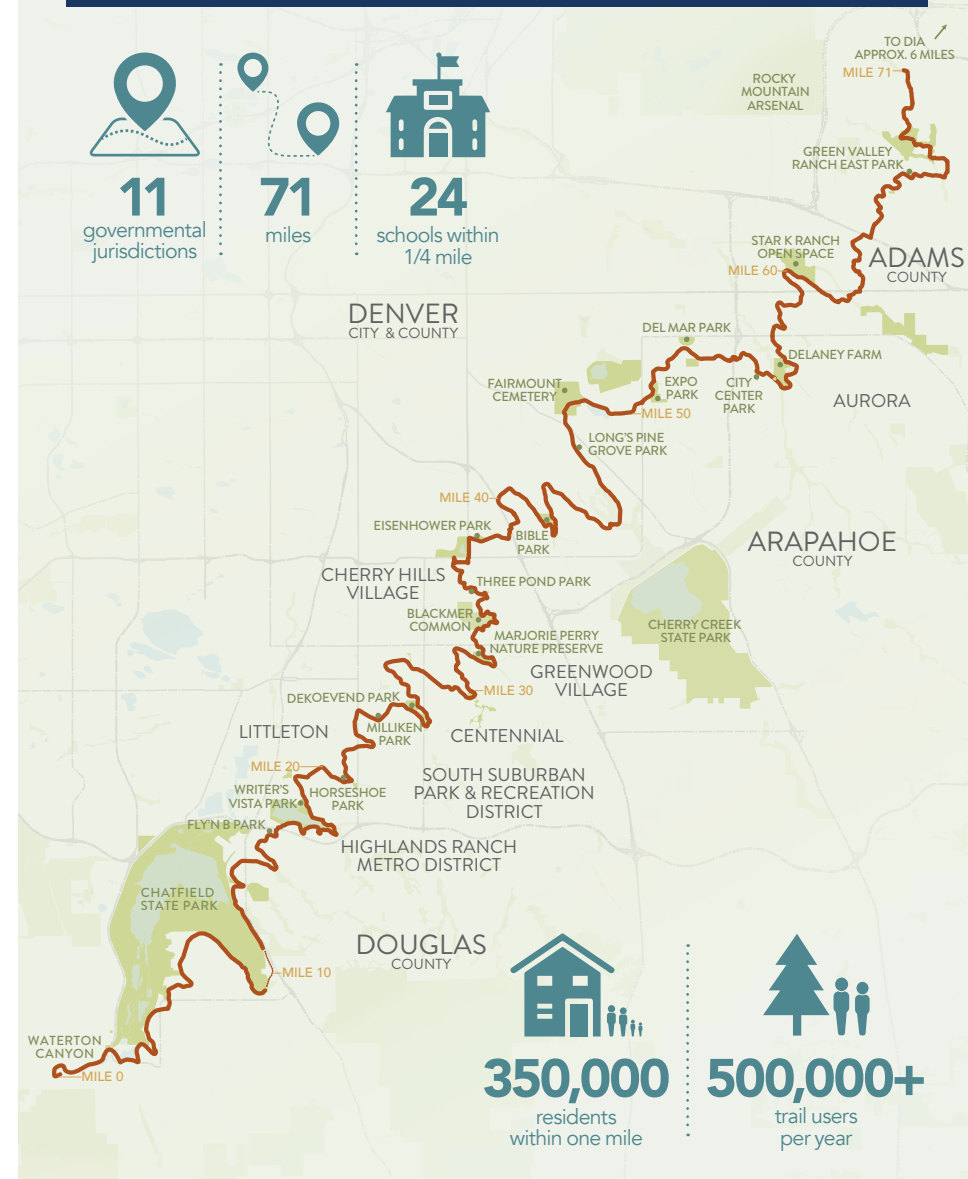 TO DIA
APPROX. 6 MILES
MILE 71
ROCKY
MOUNTAIN
ARSENAL
GREEN VALLEY
RANCH EAST PARK
11
governmental
jurisdictions
71
miles
24
schools within
1/4 mile
STAR K RANCH
OPEN SPACE
MILE 60
ADAMS
COUNTY
DENVER
CITY & COUNTY
DEL MAR PARK
DELANEY FARM
FAIRMOUNT
CEMETERY
EXPO
PARK
CITY
CENTER
PARK
AURORA
MILE 50
LONG'S PINE
GROVE PARK
MILE 40
EISENHOWER PARK
BIBLE
PARK
ARAPAHOE
COUNTY
CHERRY HILLS
VILLAGE
THREE POND PARK
BLACKMER
COMMON
CHERRY CREEK
STATE PARK
MARJORIE PERRY
NATURE PRESERVE
GREENWOOD
VILLAGE
MILE 30
DEKOEVEND PARK
MILLIKEN
PARK
LITTLETON
CENTENNIAL
MILE 20
SOUTH SUBURBAN
PARK & RECREATION
DISTRICT
WRITER'S
VISTA PARK
HORSESHOE
PARK
FLY'N B PARK
HIGHLANDS RANCH
METRO DISTRICT
CHATFIELD
STATE PARK
DOUGLAS
COUNTY
MILE 10
WATERTON
CANYON
MILE 0
350,000
residents
within one mile
500,000+
trail users
per year